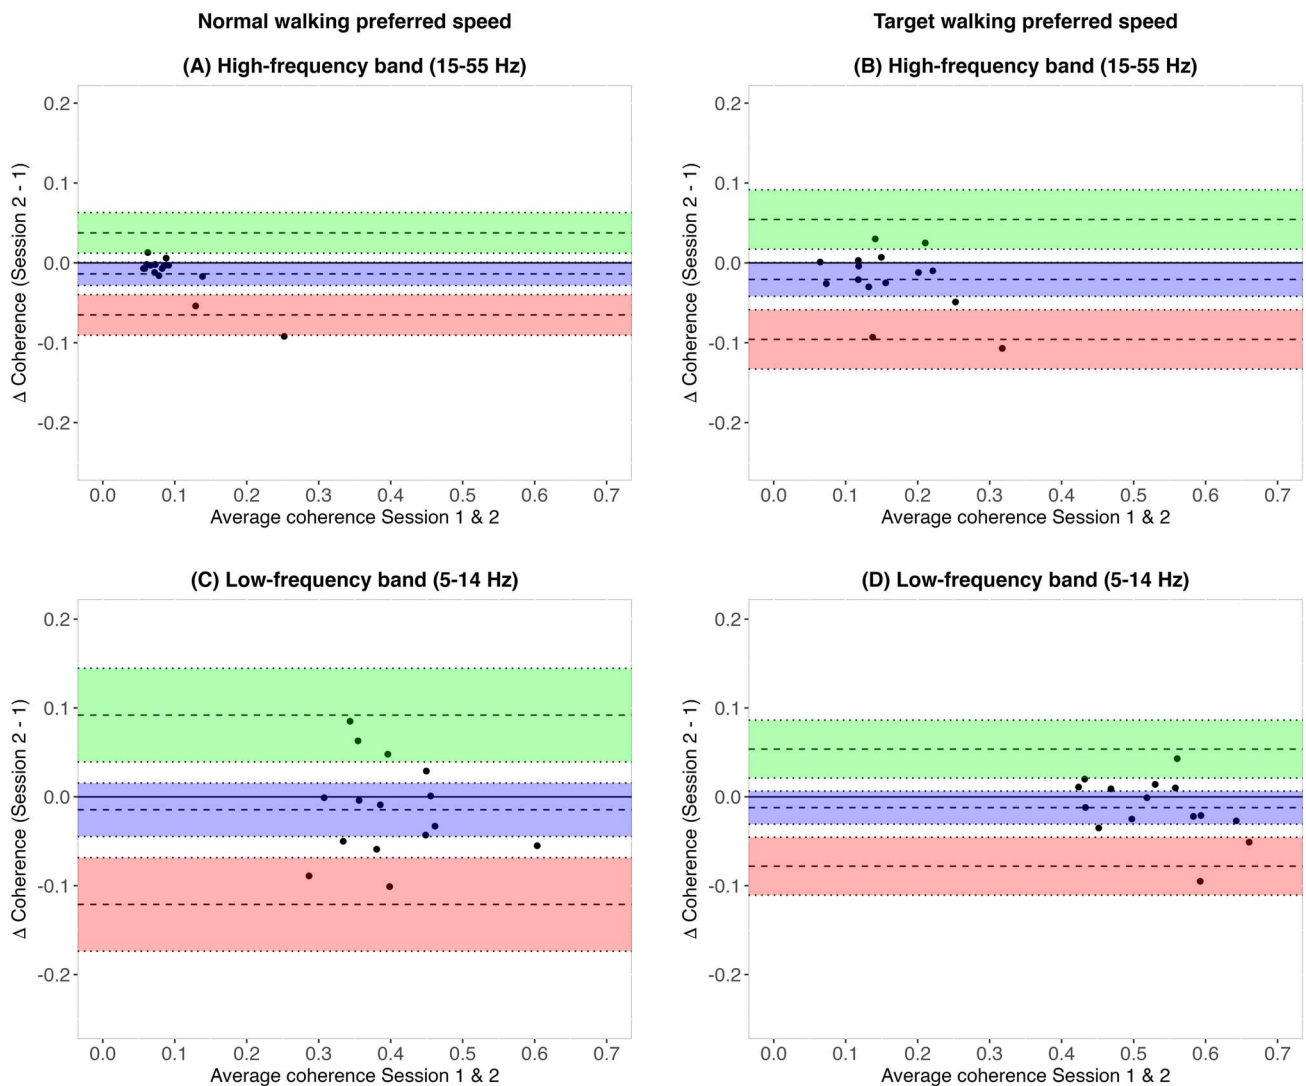 Normal walking preferred speed
Target walking preferred speed
(A) High-frequency band (15-55 Hz)
0.2
0.1
0.0
-0.1
-0.2
Δ Coherence (Session 2 - 1)
0.0 0.1 0.2 0.3 0.4 0.5 0.6 0.7
Average coherence Session 1 & 2
(B) High-frequency band (15-55 Hz)
0.2
0.1
0.0
-0.1
-0.2
Δ Coherence (Session 2 - 1)
0.0 0.1 0.2 0.3 0.4 0.5 0.6 0.7
Average coherence Session 1 & 2
(C) Low-frequency band (5-14 Hz)
0.2
0.1
0.0
-0.1
-0.2
Δ Coherence (Session 2 - 1)
0.0 0.1 0.2 0.3 0.4 0.5 0.6 0.7
Average coherence Session 1 & 2
(D) Low-frequency band (5-14 Hz)
0.2
0.1
0.0
-0.1
-0.2
Δ Coherence (Session 2 - 1)
0.0 0.1 0.2 0.3 0.4 0.5 0.6 0.7
Average coherence Session 1 & 2